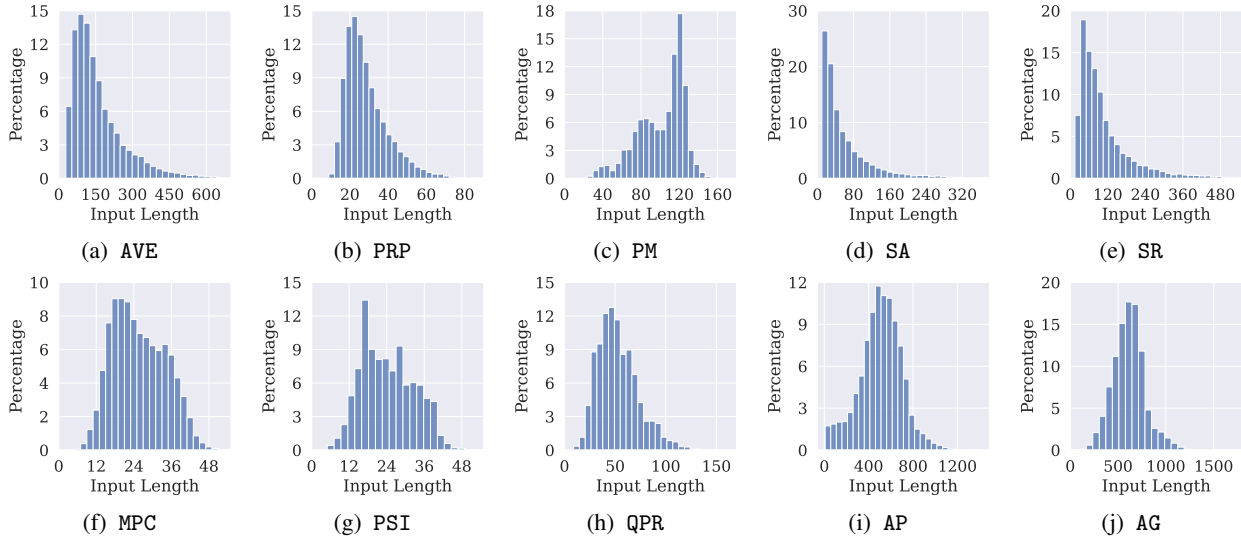 15
12
9
6
3
0
Percentage
0 150 300 450 600
Input Length
(a) AVE
15
12
9
6
3
0
Percentage
0 20 40 60 80
Input Length
(b) PRP
18
15
12
9
6
3
0
Percentage
0 40 80 120 160
Input Length
(c) PM
30
20
10
0
Percentage
0 80 160 240 320
Input Length
(d) SA
20
15
10
5
0
Percentage
0 120 240 360 480
Input Length
(e) SR
10
8
6
4
2
0
Percentage
0 12 24 36 48
Input Length
(f) MPC
15
12
9
6
3
0
Percentage
0 12 24 36 48
Input Length
(g) PSI
15
12
9
6
3
0
Percentage
0 50 100 150
Input Length
(h) QPR
12
9
6
3
0
Percentage
0 400 800 1200
Input Length
(i) AP
20
15
10
5
0
Percentage
0 500 1000 1500
Input Length
(j) AG